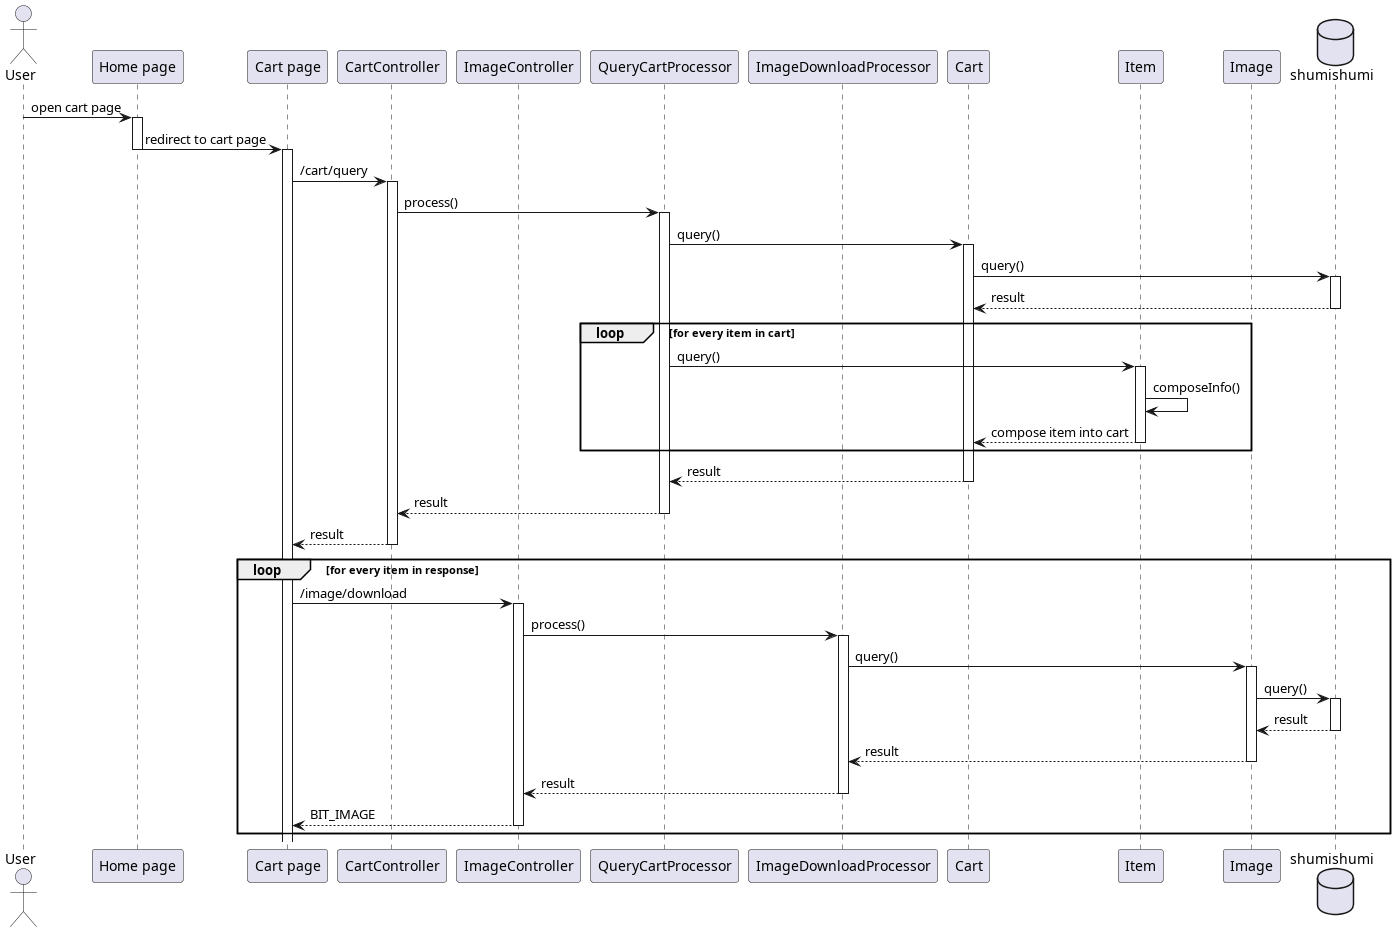 User
Home page
Cart page
CartController
ImageController
QueryCartProcessor
ImageDownloadProcessor
Cart
Item
Image
shumishumi
open cart page
redirect to cart page
/cart/query
process()
query()
query()
result
loop [for every item in cart]
query()
composeInfo()
compose item into cart
result
result
result
loop [for every item in response]
/image/download
process()
query()
query()
result
result
result
BIT_IMAGE
User
Home page
Cart page
CartController
ImageController
QueryCartProcessor
ImageDownloadProcessor
Cart
Item
Image
shumishumi